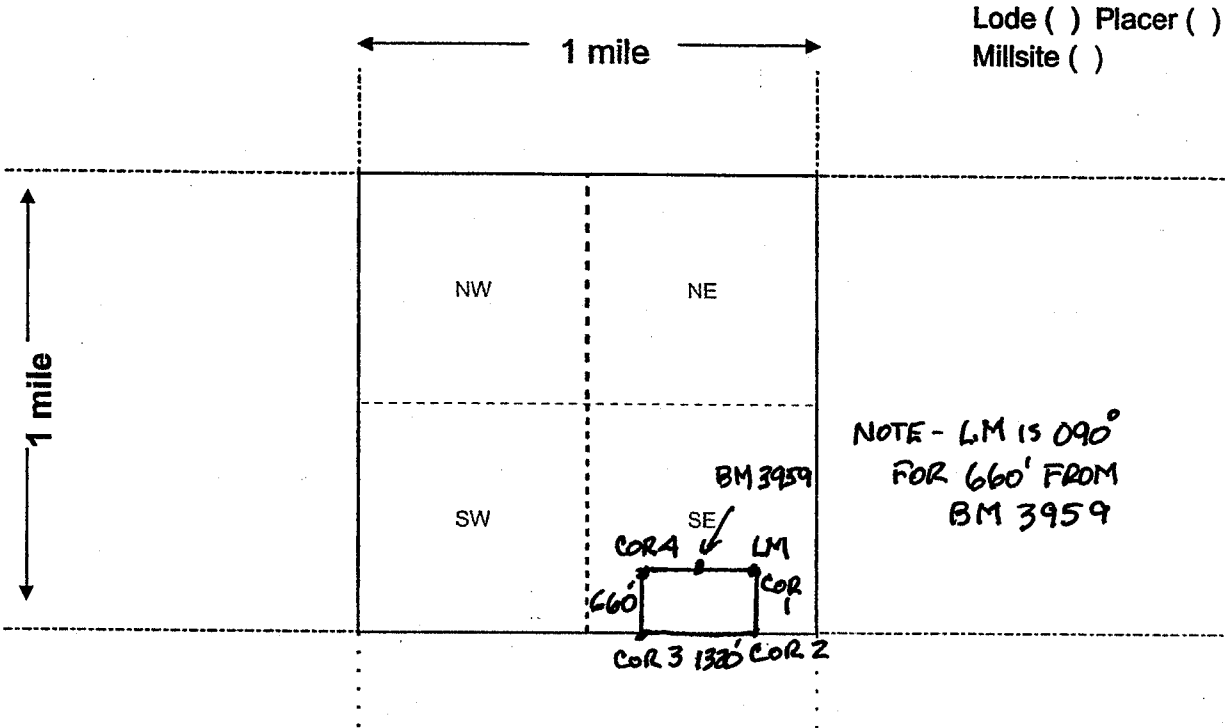 Lode ( ) Placer ( )
Millsite ( )
1 mile
1 mile
NW
NE
SW
SE
BM 3959
COR 4
LM
COR
1
660'
COR 3
1320'
COR 2
NOTE - LM IS 090°
FOR 660' FROM
BM 3959